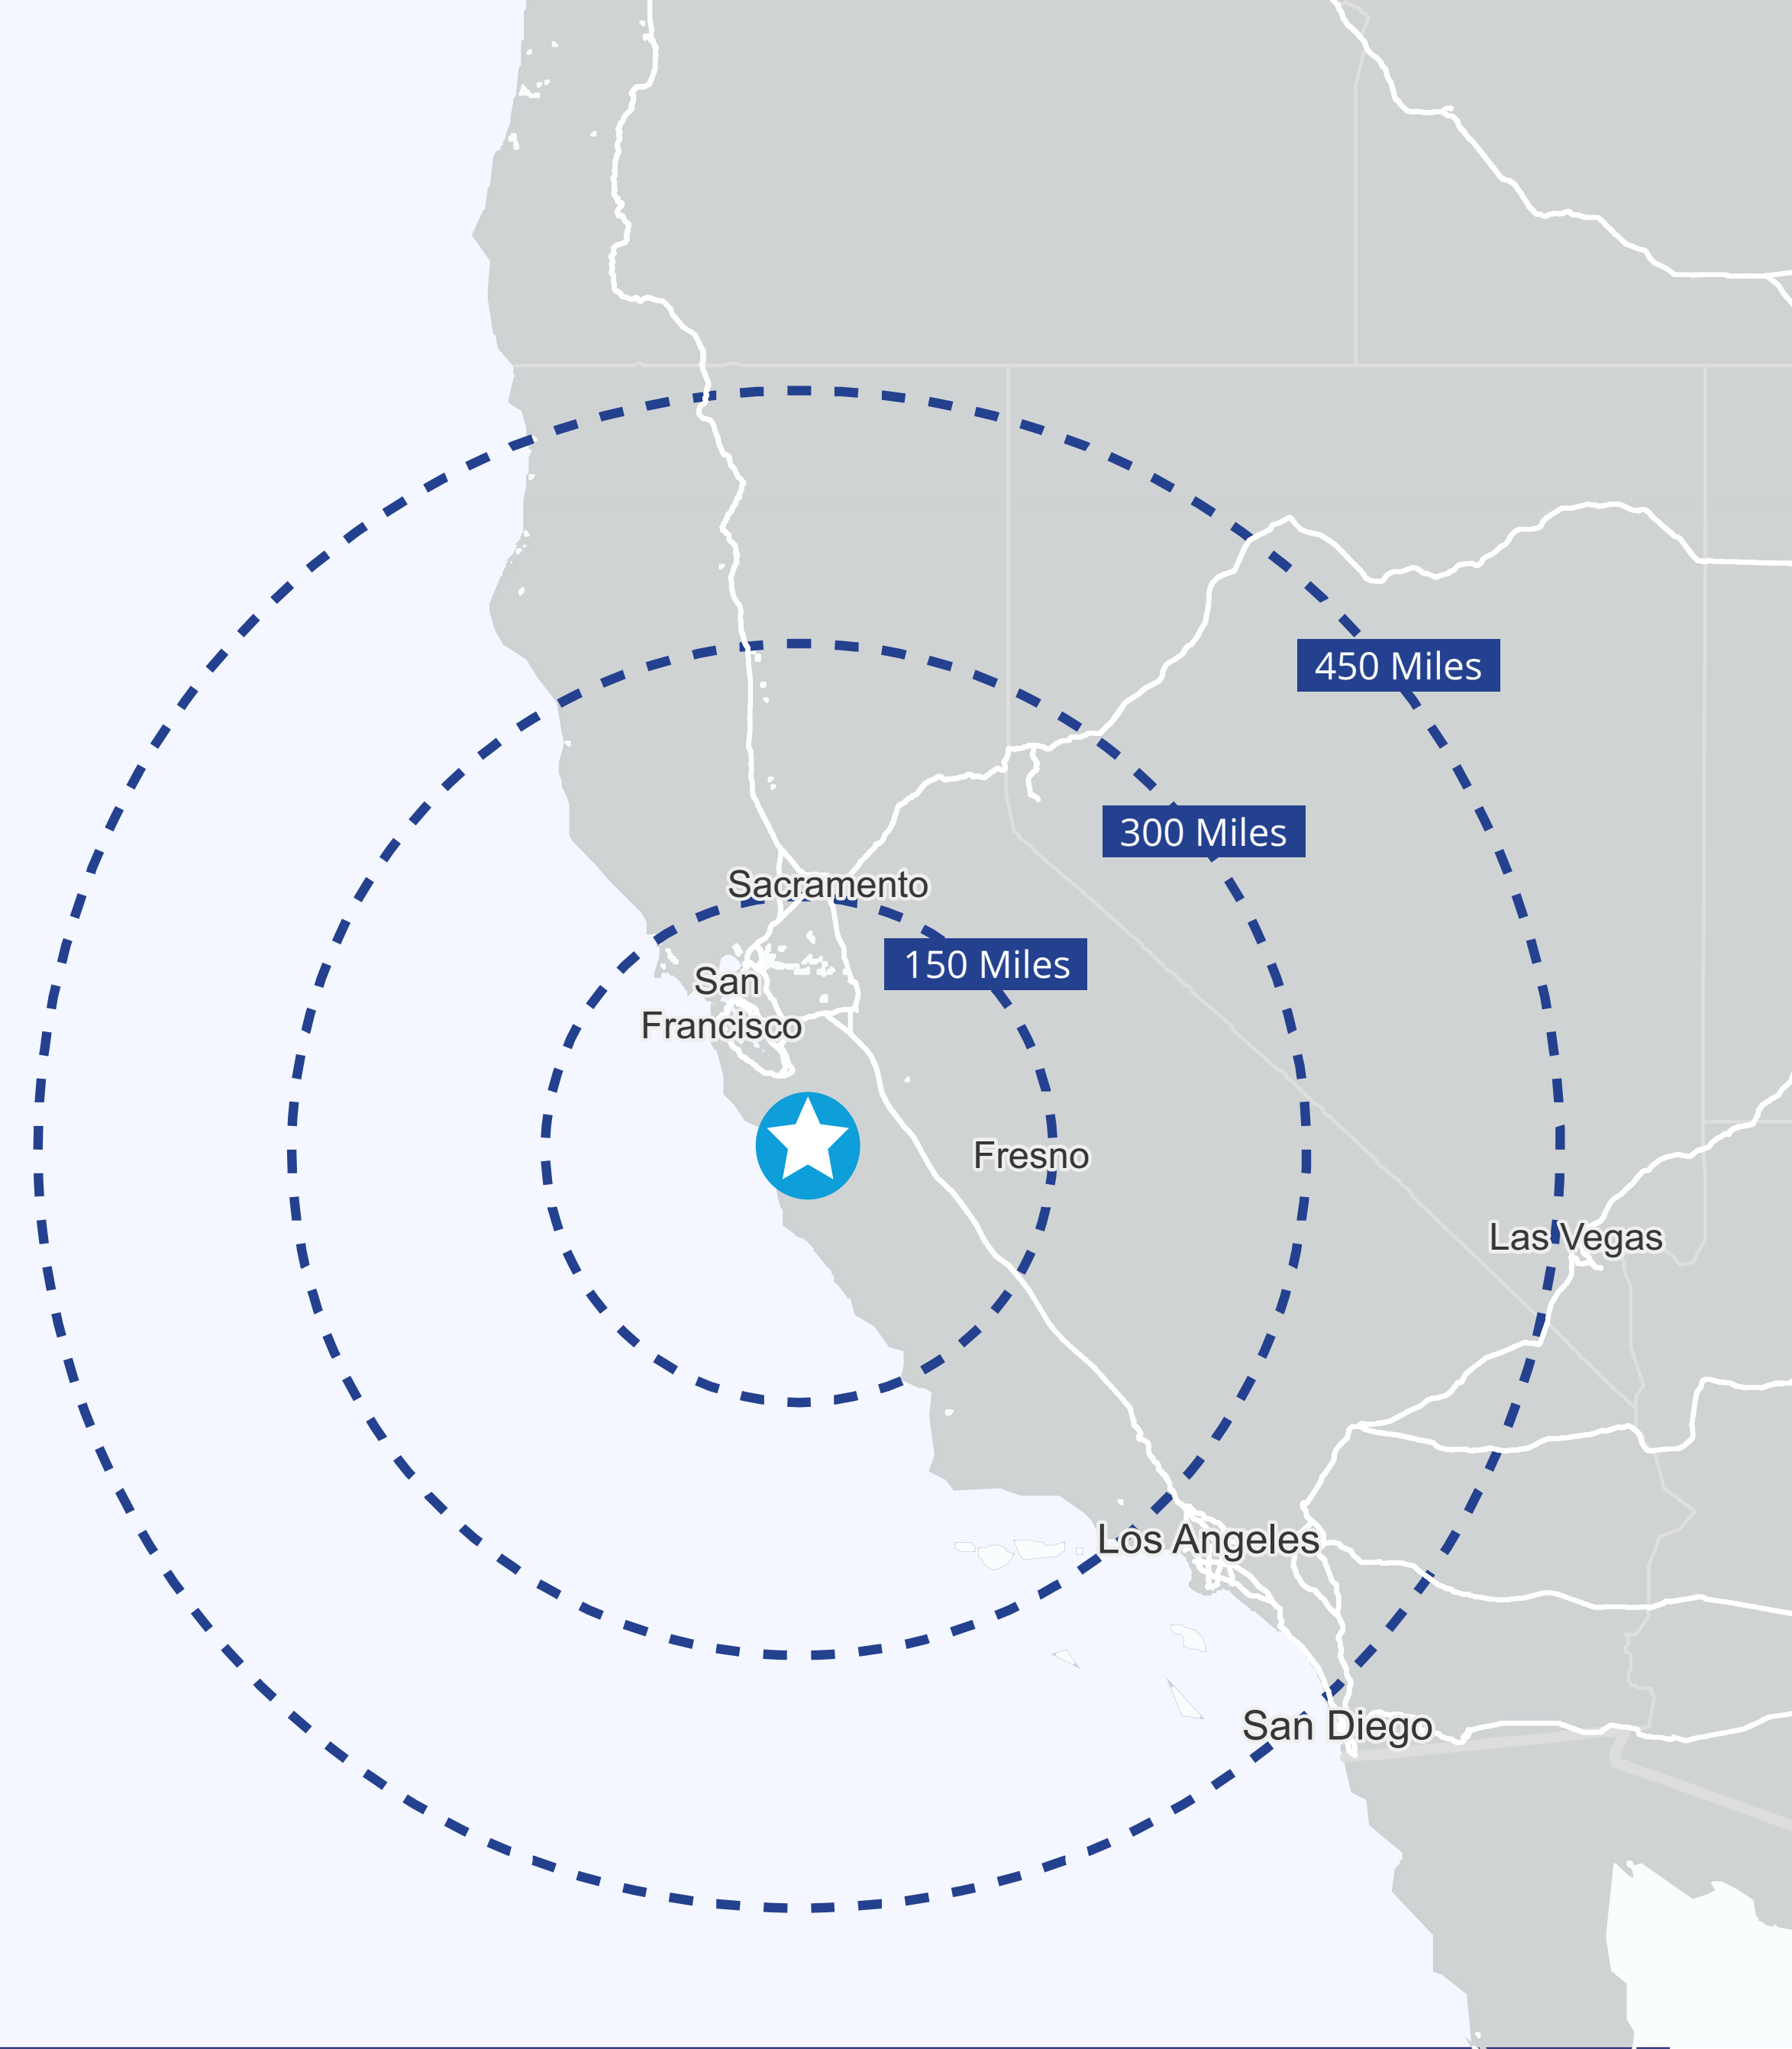 450 Miles
300 Miles
Sacramento
150 Miles
San
Francisco
Fresno
Las Vegas
Los Angeles
San Diego